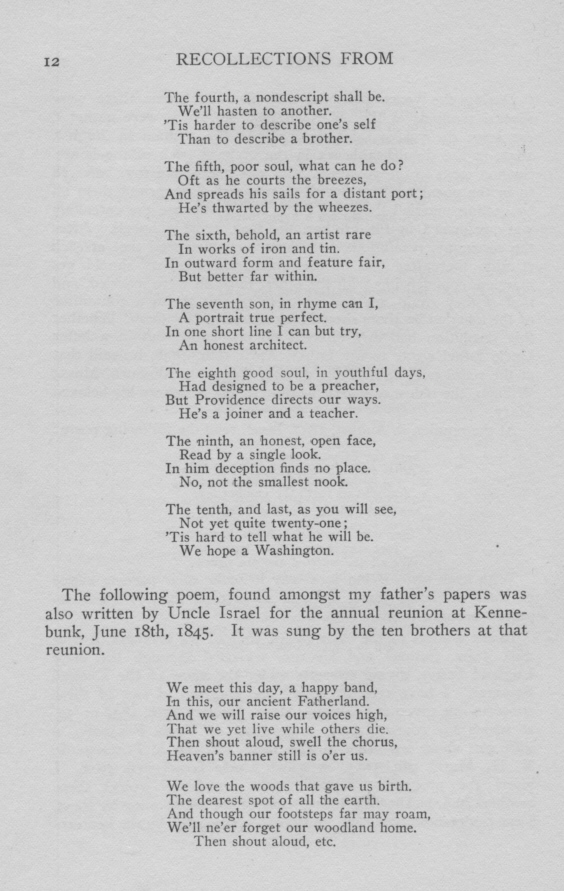 12 RECOLLECTIONS FROM
The fourth, a nondescript shall be.
We'll hasten to another.
'Tis harder to describe one's self
Than to describe a brother.
The fifth, poor soul, what can he do?
Oft as he courts the breezes,
And spreads his sails for a distant port;
He's thwarted by the wheezes.
The sixth, behold, an artist rare
In works of iron and tin.
In outward form and feature fair,
But better far within.
The seventh son, in rhyme can I,
A portrait true perfect.
In one short line I can but try,
An honest architect.
The eighth good soul, in youthful days,
Had designed to be a preacher,
But Providence directs our ways.
He's a joiner and a teacher.
The ninth, an honest, open face,
Read by a single look.
In him deception finds no place.
No, not the smallest nook.
The tenth, and last, as you will see,
Not yet quite twenty-one;
'Tis hard to tell what he will be.
We hope a Washington.
The following poem, found amongst my father's papers was
also written by Uncle Israel for the annual reunion at Kenne-
bunk, June 18th, 1845. It was sung by the ten brothers at that
reunion.
We meet this day, a happy band,
In this, our ancient Fatherland.
And we will raise our voices high,
That we yet live while others die.
Then shout aloud, swell the chorus,
Heaven's banner still is o'er us.
We love the woods that gave us birth.
The dearest spot of all the earth.
And though our footsteps far may roam,
We'll ne'er forget our woodland home.
Then shout aloud, etc.